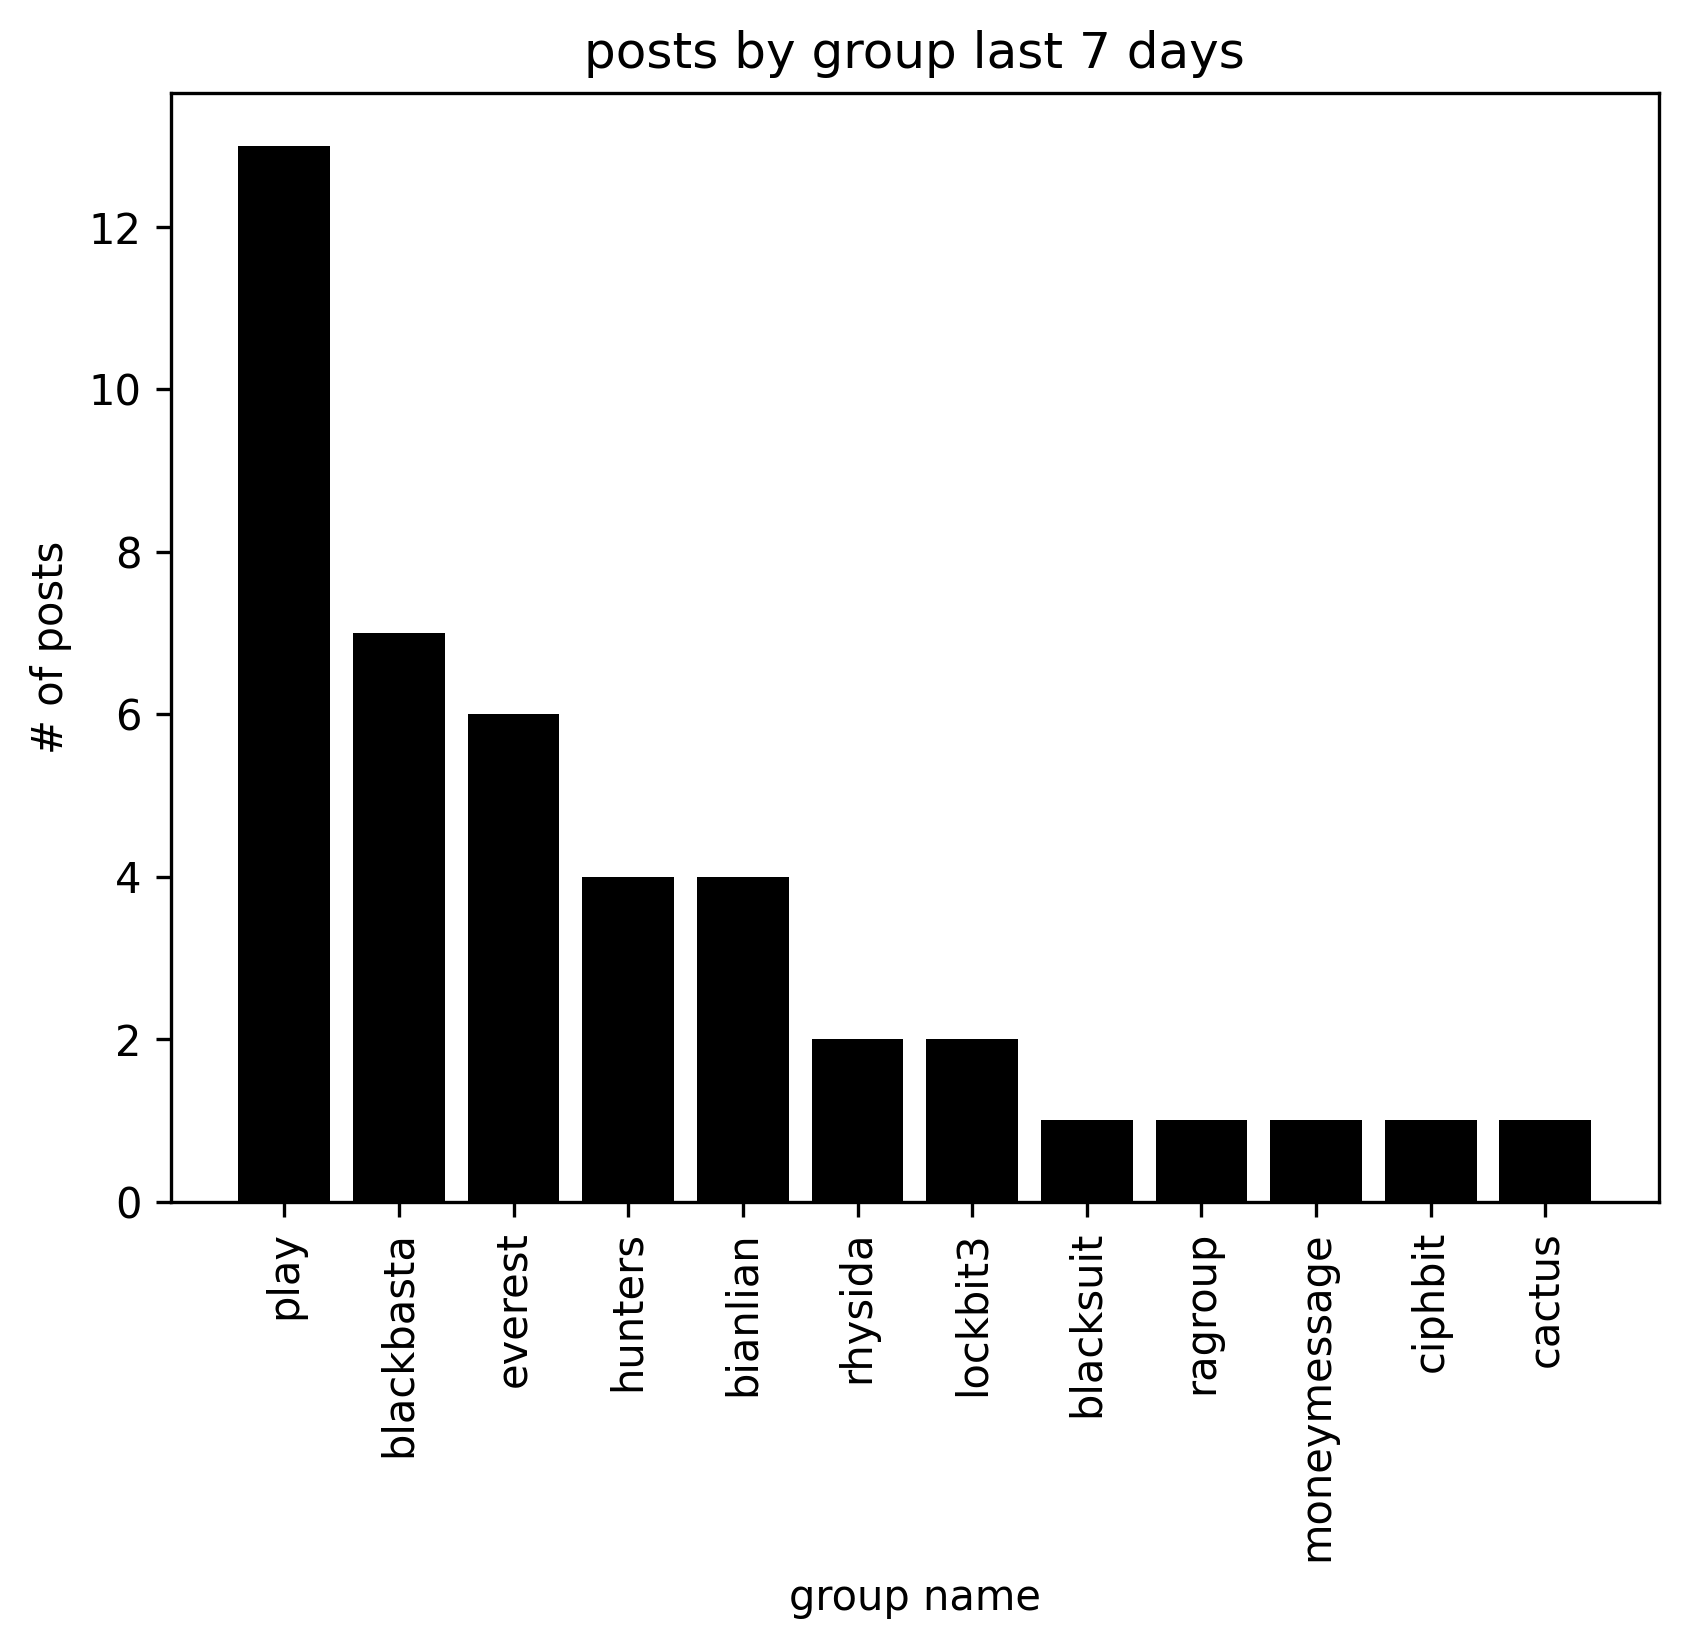 posts by group last 7 days
# of posts
12
10
8
6
4
2
0
play
blackbasta
everest
hunters
bianlian
rhysida
lockbit3
blacksuit
ragroup
moneymessage
ciphbit
cactus
group name